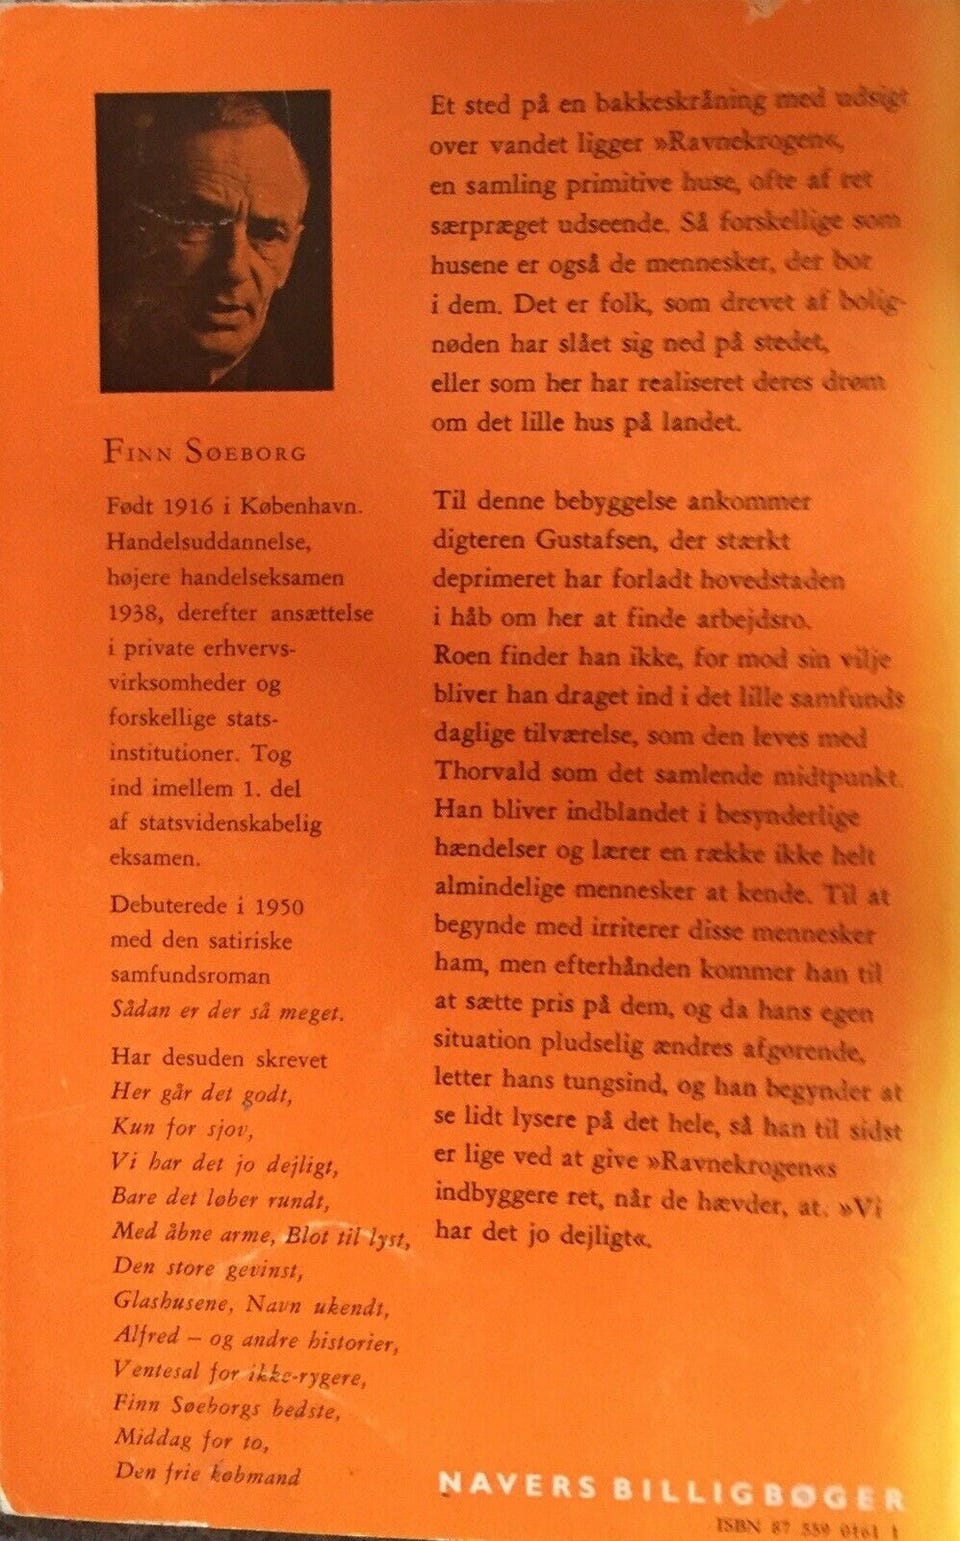 FINN SØEBORG
Født 1916 i København.
Handelsuddannelse,
højere handelseksamen
1938, derefter ansættelse
i private erhvervs-
virksomheder og
forskellige stats-
institutioner. Tog
ind imellem 1. del
af statsvidenskabelig
eksamen.
Debuterede i 1950
med den satiriske
samfundsroman
Sådan er der så meget.
Har desuden skrevet
Her går det godt,
Kun for sjov,
Vi har det jo dejligt,
Bare det løber rundt,
Med åbne arme, Blot til lyst,
Den store gevinst,
Glashusene, Navn ukendt,
Alfred – og andre historier,
Ventesal for ikke-rygere,
Finn Søeborgs bedste,
Middag for to,
Den frie købmand
Et sted på en bakkeskråning med udsigt
over vandet ligger »Ravnekrogen«,
en samling primitive huse, ofte af ret
særpræget udseende. Så forskellige som
husene er også de mennesker, der bor
i dem. Det er folk, som drevet af bolig-
nøden har slået sig ned på stedet,
eller som her har realiseret deres drøm
om det lille hus på landet.
Til denne bebyggelse ankommer
digteren Gustafsen, der stærkt
deprimeret har forladt hovedstaden
i håb om her at finde arbejdsro.
Roen finder han ikke, for mod sin vilje
bliver han draget ind i det lille samfunds
daglige tilværelse, som den leves med
Thorvald som det samlende midtpunkt.
Han bliver indblandet i besynderlige
hændelser og lærer en række ikke helt
almindelige mennesker at kende. Til at
begynde med irriterer disse mennesker
ham, men efterhånden kommer han til
at sætte pris på dem, og da hans egen
situation pludselig ændres afgørende,
letter hans tungsind, og han begynder at
se lidt lysere på det hele, så han til sidst
er lige ved at give »Ravnekrogen«s
indbyggere ret, når de hævder, at. »Vi
har det jo dejligt«.
NAVERS BILLIGBØGER
ISBN 87 559 0161 1